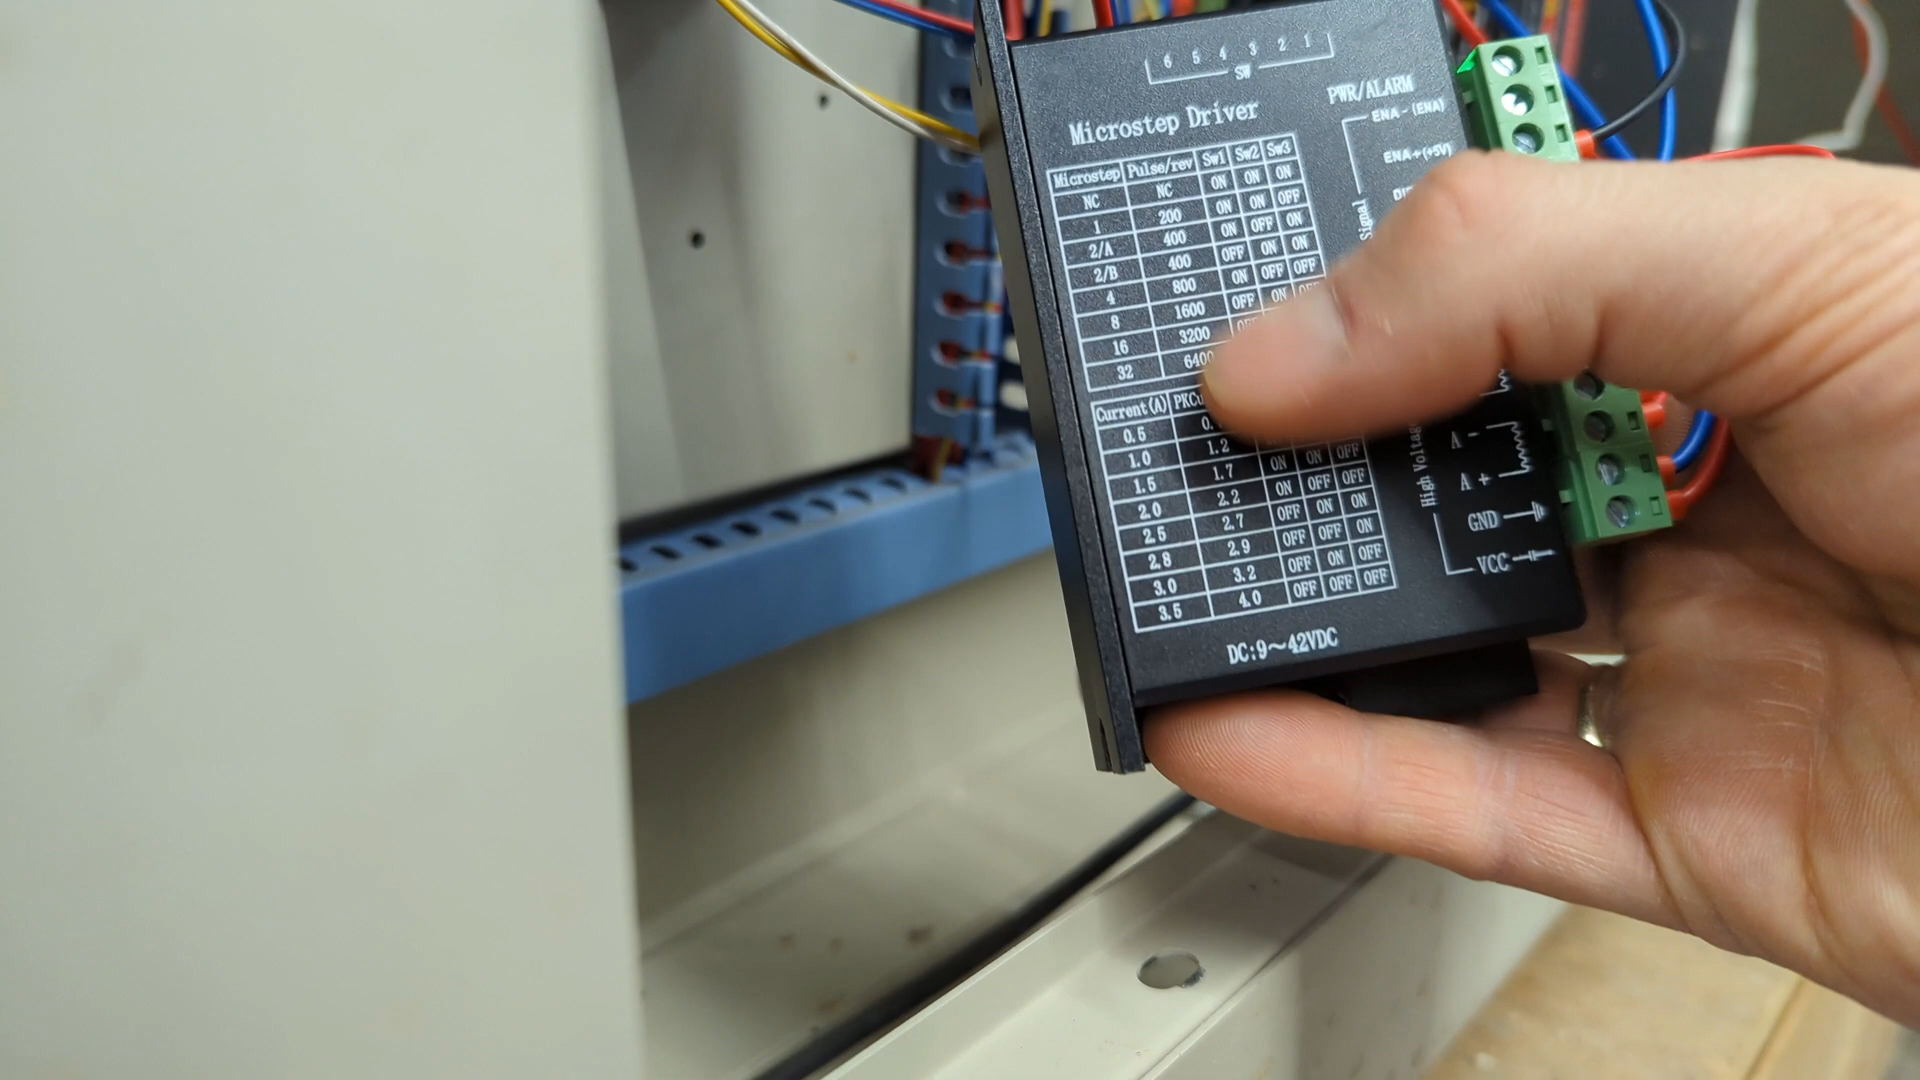 6 5 4 3 2 1
SW
PWR/ALARM
Microstep Driver
ENA-(ENA)
ENA+(+5V)
Signal
Microstep Pulse/rev Sw1 Sw2 Sw3
NC NC ON ON ON
1 200 ON ON OFF
2/A 400 ON OFF ON
2/B 400 OFF ON ON
4 800 ON OFF OFF
8 1600 OFF ON
16 3200
32 6400
Current(A)
0.5
1.0 1.2
1.5 1.7 ON ON OFF
2.0 2.2 ON OFF OFF
2.5 2.7 OFF ON ON
2.8 2.9 OFF OFF ON
3.0 3.2 OFF ON OFF
3.5 4.0 OFF OFF OFF
High Voltage
A-
A+
GND
VCC
DC:9~42VDC